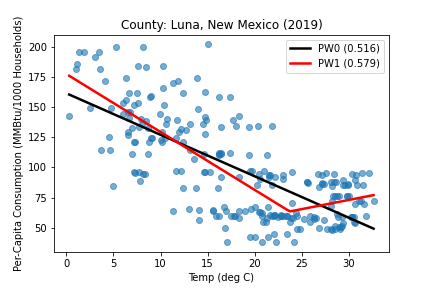 County: Luna, New Mexico (2019)
Per-Capita Consumption (MMBtu/1000 Households)
200
175
150
125
100
75
50
PW0 (0.516)
PW1 (0.579)
0 5 10 15 20 25 30
Temp (deg C)